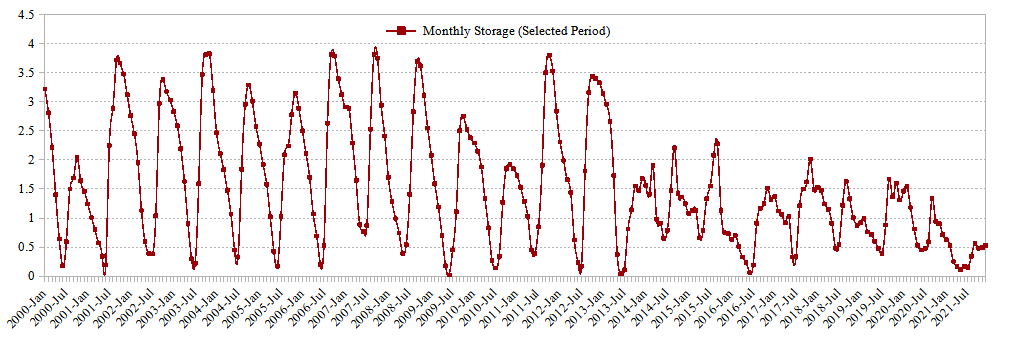 4.5
Monthly Storage (Selected Period)
4
3.5
3
2.5
2
1.5
1
0.5
0
2000-Jan
2000-Jul
2001-Jan
2001-Jul
2002-Jan
2002-Jul
2003-Jan
2003-Jul
2004-Jan
2004-Jul
2005-Jan
2005-Jul
2006-Jan
2006-Jul
2007-Jan
2007-Jul
2008-Jan
2008-Jul
2009-Jan
2009-Jul
2010-Jan
2010-Jul
2011-Jan
2011-Jul
2012-Jan
2012-Jul
2013-Jan
2013-Jul
2014-Jan
2014-Jul
2015-Jan
2015-Jul
2016-Jan
2016-Jul
2017-Jan
2017-Jul
2018-Jan
2018-Jul
2019-Jan
2019-Jul
2020-Jan
2020-Jul
2021-Jan
2021-Jul